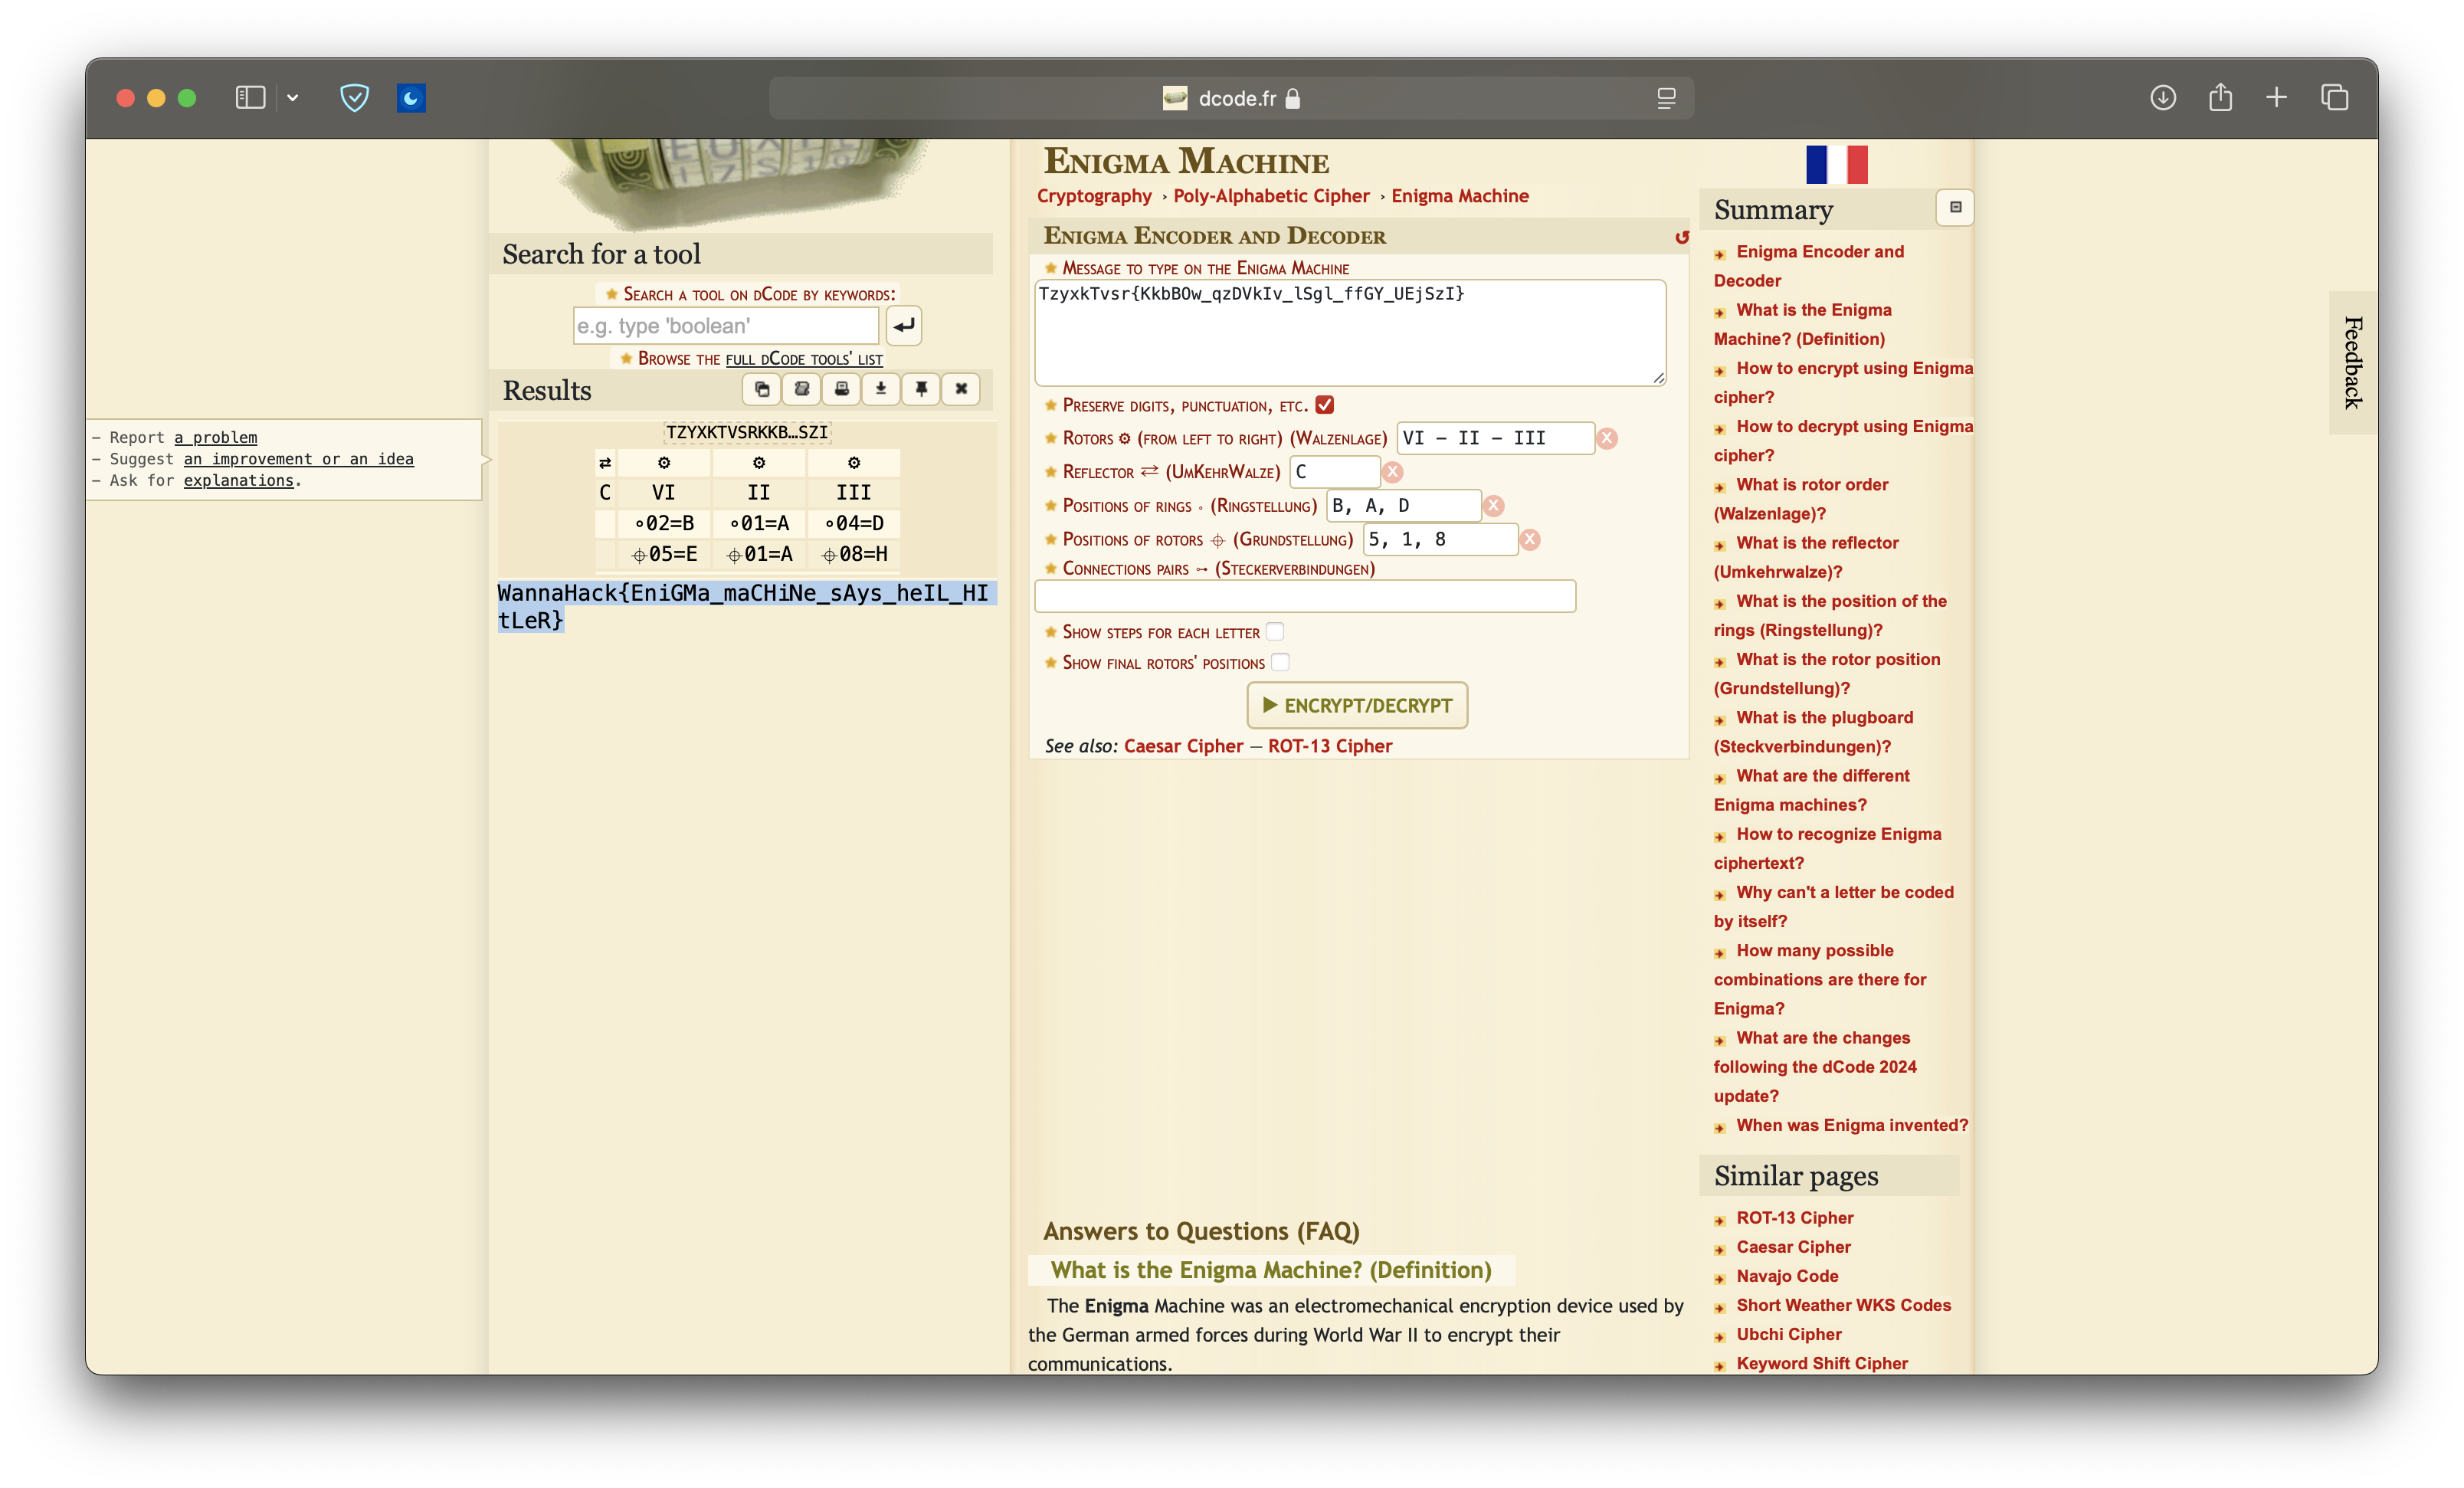 dcode.fr
Search for a tool
Search a tool on dCode by keywords:
e.g. type 'boolean'
Browse the full dCode tools' list
Results
TZYXKTVSRKKB…SZI
⇄ ⚙ ⚙ ⚙
C VI II III
∘02=B ∘01=A ∘04=D
⌖05=E ⌖01=A ⌖08=H
WannaHack{EniGMa_maCHiNe_sAys_heIL_HI
tLeR}
– Report a problem
– Suggest an improvement or an idea
– Ask for explanations.
Enigma Machine
Cryptography › Poly-Alphabetic Cipher › Enigma Machine
Enigma Encoder and Decoder
Message to type on the Enigma Machine
TzyxkTvsr{KkbBOw_qzDVkIv_lSgl_ffGY_UEjSzI}
Preserve digits, punctuation, etc.
Rotors ⚙ (from left to right) (Walzenlage) VI – II – III X
Reflector ⇄ (UmKehrWalze) C X
Positions of rings ∘ (Ringstellung) B, A, D X
Positions of rotors ⌖ (Grundstellung) 5, 1, 8 X
Connections pairs ⊶ (Steckerverbindungen)
Show steps for each letter
Show final rotors' positions
▶ ENCRYPT/DECRYPT
See also: Caesar Cipher — ROT-13 Cipher
Answers to Questions (FAQ)
What is the Enigma Machine? (Definition)
The Enigma Machine was an electromechanical encryption device used by
the German armed forces during World War II to encrypt their
communications.
Summary
Enigma Encoder and
Decoder
What is the Enigma
Machine? (Definition)
How to encrypt using Enigma
cipher?
How to decrypt using Enigma
cipher?
What is rotor order
(Walzenlage)?
What is the reflector
(Umkehrwalze)?
What is the position of the
rings (Ringstellung)?
What is the rotor position
(Grundstellung)?
What is the plugboard
(Steckverbindungen)?
What are the different
Enigma machines?
How to recognize Enigma
ciphertext?
Why can't a letter be coded
by itself?
How many possible
combinations are there for
Enigma?
What are the changes
following the dCode 2024
update?
When was Enigma invented?
Similar pages
ROT-13 Cipher
Caesar Cipher
Navajo Code
Short Weather WKS Codes
Ubchi Cipher
Keyword Shift Cipher
Feedback